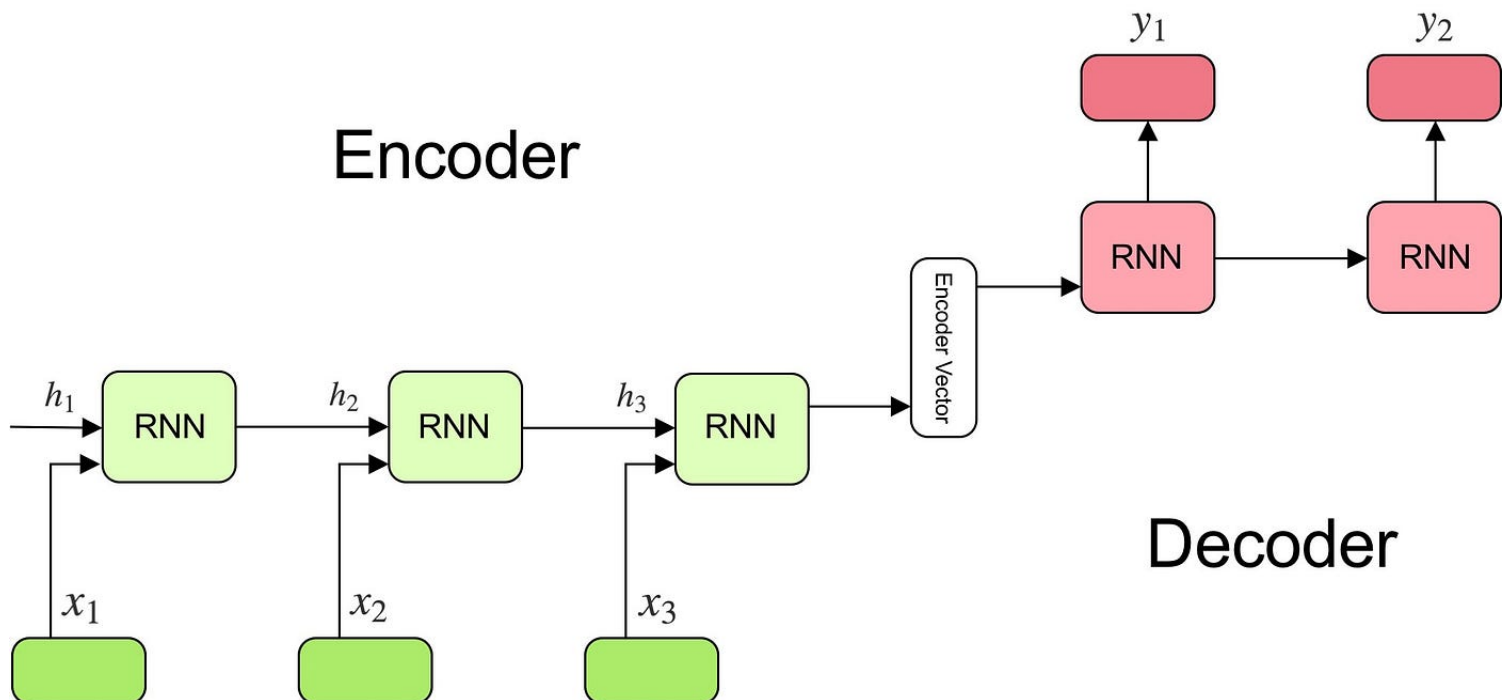 y₁
y₂
Encoder
RNN
RNN
Encoder Vector
h₁
h₂
h₃
RNN
RNN
RNN
Decoder
x₁
x₂
x₃